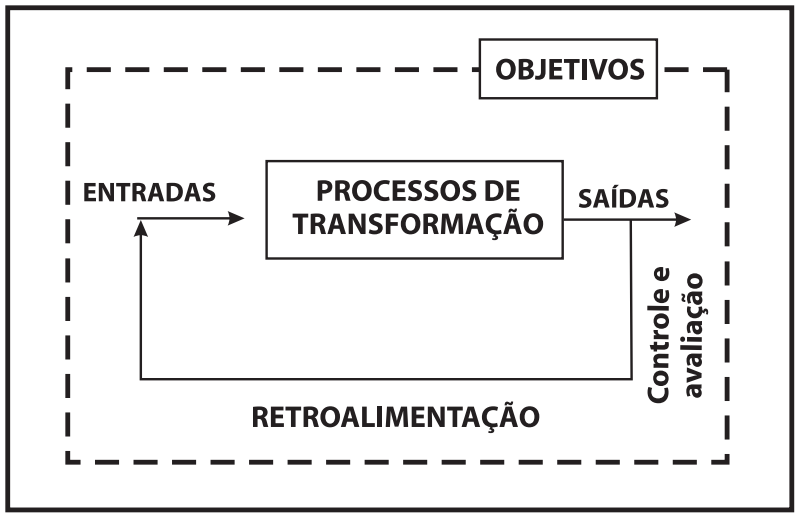 OBJETIVOS
ENTRADAS
PROCESSOS DE
TRANSFORMAÇÃO
SAÍDAS
Controle e
avaliação
RETROALIMENTAÇÃO